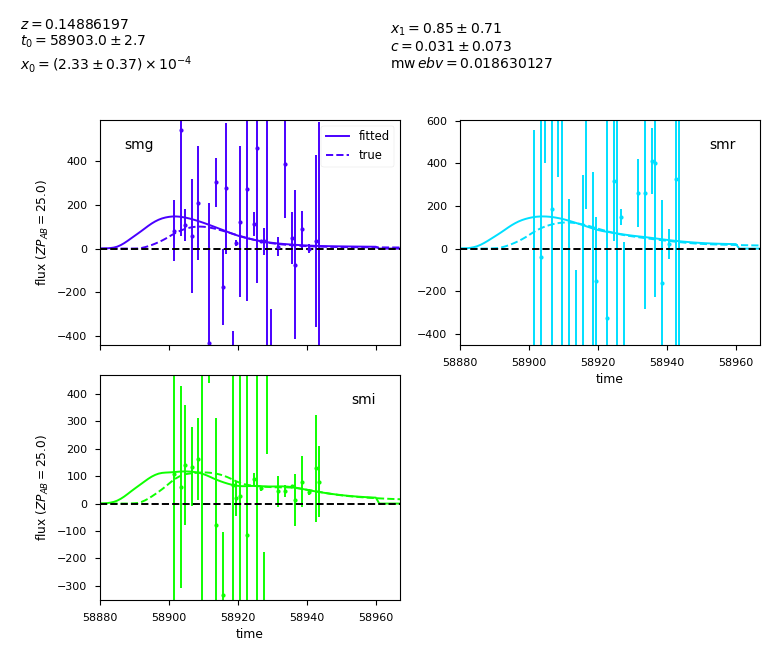 z = 0.14886197
t₀ = 58903.0 ± 2.7
x₀ = (2.33 ± 0.37) × 10⁻⁴
x₁ = 0.85 ± 0.71
c = 0.031 ± 0.073
mw ebv = 0.018630127
smg
fitted
true
400
200
0
−200
−400
flux (ZP_AB = 25.0)
smr
600
400
200
0
−200
−400
58880 58900 58920 58940 58960
time
smi
400
300
200
100
0
−100
−200
−300
flux (ZP_AB = 25.0)
58880 58900 58920 58940 58960
time